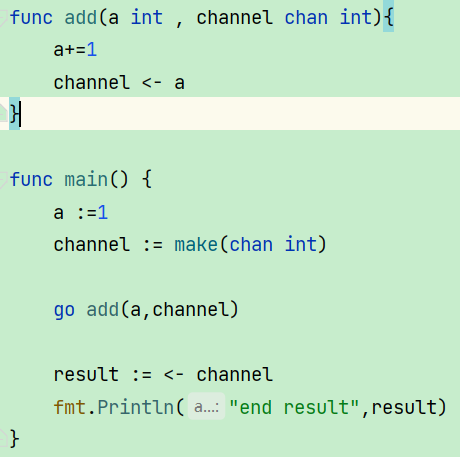 func add(a int , channel chan int){
    a+=1
    channel <- a
}
func main() {
    a :=1
    channel := make(chan int)
    go add(a,channel)
    result := <- channel
    fmt.Println( a...: "end result",result)
}